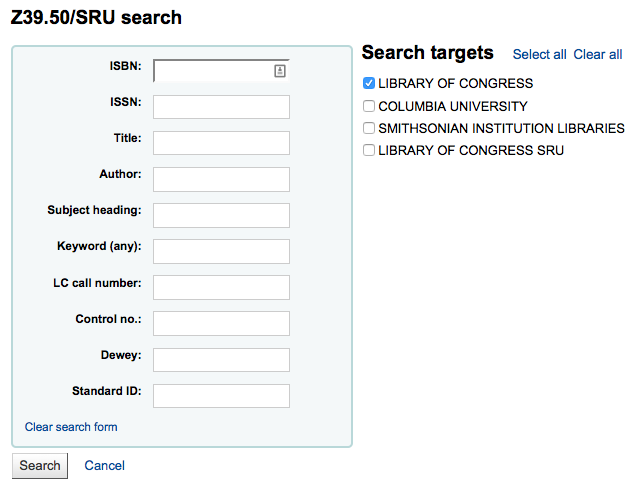 Z39.50/SRU search
ISBN:
ISSN:
Title:
Author:
Subject heading:
Keyword (any):
LC call number:
Control no.:
Dewey:
Standard ID:
Clear search form
Search Cancel
Search targets Select all Clear all
LIBRARY OF CONGRESS
COLUMBIA UNIVERSITY
SMITHSONIAN INSTITUTION LIBRARIES
LIBRARY OF CONGRESS SRU